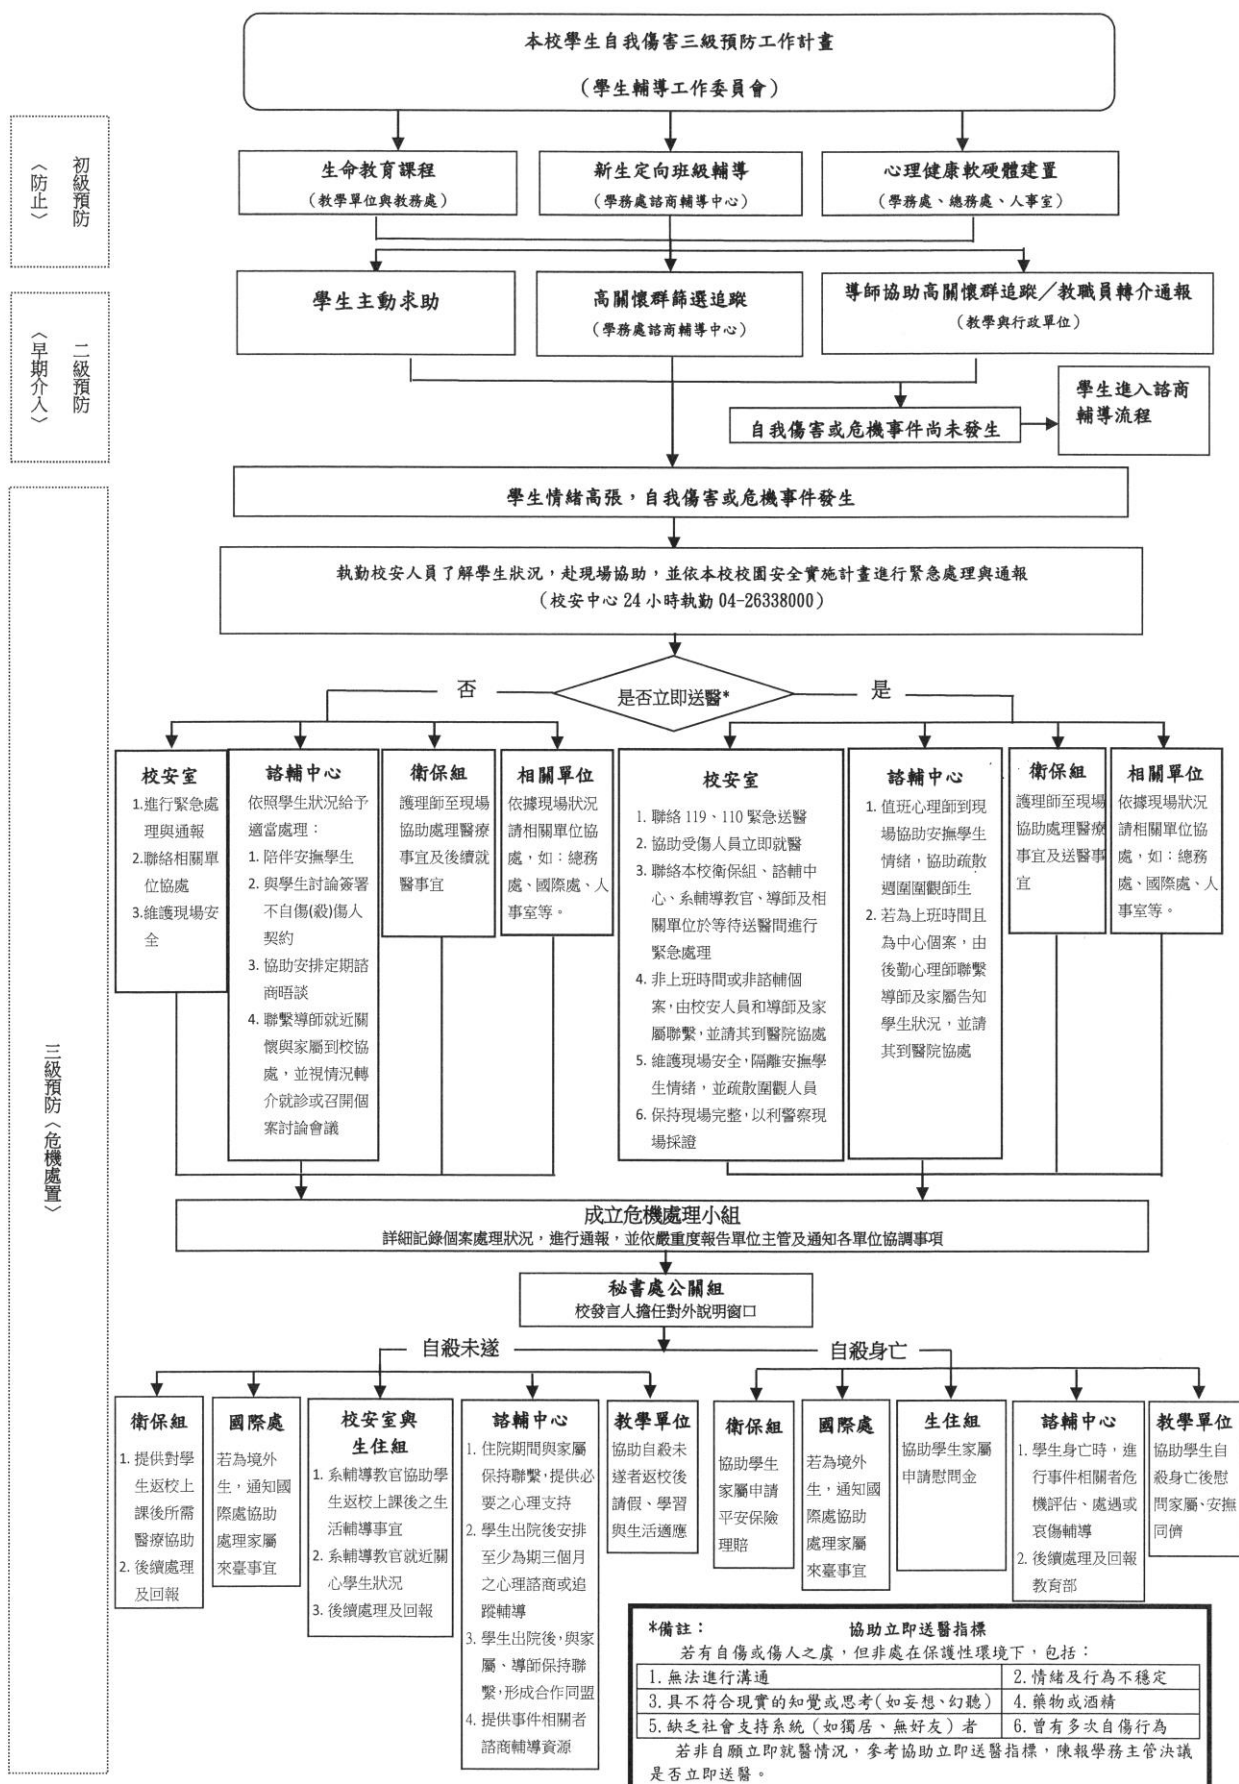 本校學生自我傷害三級預防工作計畫
（學生輔導工作委員會）
初級預防
〈防止〉
生命教育課程
（教學單位與教務處）
新生定向班級輔導
（學務處諮商輔導中心）
心理健康軟硬體建置
（學務處、總務處、人事室）
二級預防
〈早期介入〉
學生主動求助
高關懷群篩選追蹤
（學務處諮商輔導中心）
導師協助高關懷群追蹤／教職員轉介通報
（教學與行政單位）
自我傷害或危機事件尚未發生
學生進入諮商
輔導流程
三級預防〈危機處置〉
學生情緒高張，自我傷害或危機事件發生
執勤校安人員了解學生狀況，赴現場協助，並依本校校園安全實施計畫進行緊急處理與通報
（校安中心 24 小時執勤 04-26338000）
是否立即送醫*
否
是
校安室
1.進行緊急處
理與通報
2.聯絡相關單
位協處
3.維護現場安
全
諮輔中心
依照學生狀況給予
適當處理：
1. 陪伴安撫學生
2. 與學生討論簽署
不自傷(殺)傷人
契約
3. 協助安排定期諮
商晤談
4. 聯繫導師就近關
懷與家屬到校協
處，並視情況轉
介就診或召開個
案討論會議
衛保組
護理師至現場
協助處理醫療
事宜及後續就
醫事宜
相關單位
依據現場狀況
請相關單位協
處，如：總務
處、國際處、人
事室等。
校安室
1. 聯絡 119、110 緊急送醫
2. 協助受傷人員立即就醫
3. 聯絡本校衛保組、諮輔中
心、系輔導教官、導師及相
關單位於等待送醫間進行
緊急處理
4. 非上班時間或非諮輔個
案，由校安人員和導師及家
屬聯繫，並請其到醫院協處
5. 維護現場安全，隔離安撫學
生情緒，並疏散圍觀人員
6. 保持現場完整，以利警察現
場採證
諮輔中心
1. 值班心理師到現
場協助安撫學生
情緒，協助疏散
週圍圍觀師生
2. 若為上班時間且
為中心個案，由
後勤心理師聯繫
導師及家屬告知
學生狀況，並請
其到醫院協處
衛保組
護理師至現場
協助處理醫療
事宜及送醫事
宜
相關單位
依據現場狀況
請相關單位協
處，如：總務
處、國際處、人
事室等。
成立危機處理小組
詳細記錄個案處理狀況，進行通報，並依嚴重度報告單位主管及通知各單位協調事項
秘書處公關組
校發言人擔任對外說明窗口
自殺未遂
自殺身亡
衛保組
1. 提供對學
生返校上
課後所需
醫療協助
2. 後續處理
及回報
國際處
若為境外
生，通知國
際處協助
處理家屬
來臺事宜
校安室與
生住組
1. 系輔導教官協助學
生返校上課後之生
活輔導事宜
2. 系輔導教官就近關
心學生狀況
3. 後續處理及回報
諮輔中心
1. 住院期間與家屬
保持聯繫，提供必
要之心理支持
2. 學生出院後安排
至少為期三個月
之心理諮商或追
蹤輔導
3. 學生出院後，與家
屬、導師保持聯
繫，形成合作同盟
4. 提供事件相關者
諮商輔導資源
教學單位
協助自殺未
遂者返校後
請假、學習
與生活適應
衛保組
協助學生
家屬申請
平安保險
理賠
國際處
若為境外
生，通知國
際處協助
處理家屬
來臺事宜
生住組
協助學生家屬
申請慰問金
諮輔中心
1. 學生身亡時，進
行事件相關者危
機評估、處遇或
哀傷輔導
2. 後續處理及回報
教育部
教學單位
協助學生自
殺身亡後慰
問家屬、安撫
同儕
*備註： 協助立即送醫指標
若有自傷或傷人之虞，但非處在保護性環境下，包括：
1. 無法進行溝通 2. 情緒及行為不穩定
3. 具不符合現實的知覺或思考(如妄想、幻聽) 4. 藥物或酒精
5. 缺乏社會支持系統（如獨居、無好友）者 6. 曾有多次自傷行為
若非自願立即就醫情況，參考協助立即送醫指標，陳報學務主管決議
是否立即送醫。